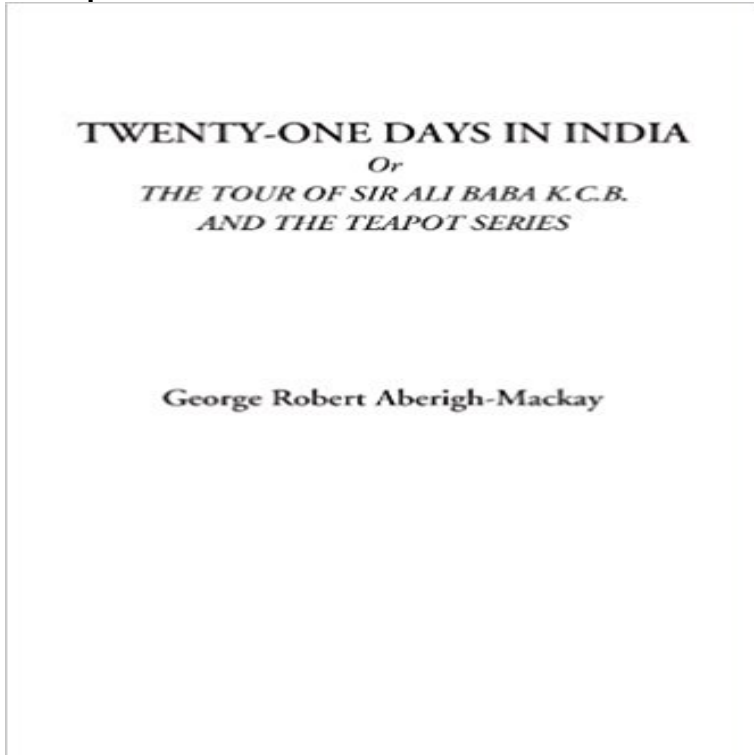 TWENTY-ONE DAYS IN INDIA
Or
THE TOUR OF SIR ALI BABA K.C.B.
AND THE TEAPOT SERIES
George Robert Aberigh-Mackay